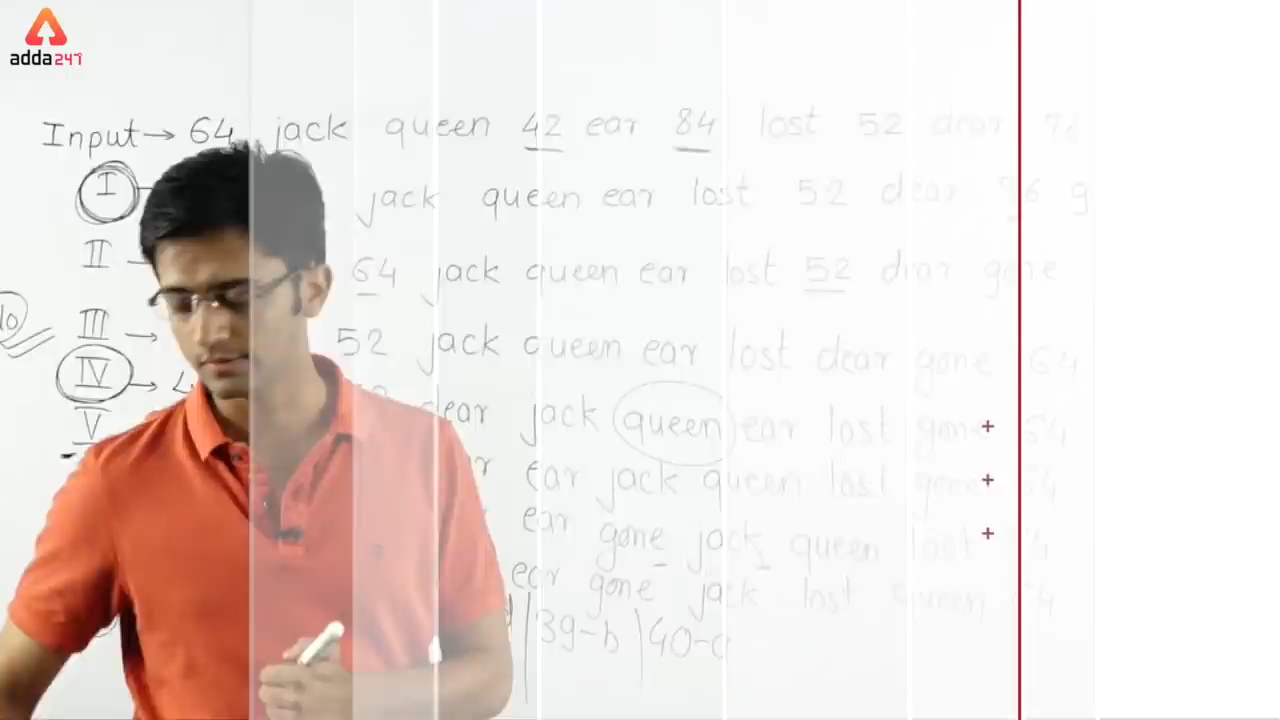 adda247
Input → 64 jack queen 42 ear 84 lost 52 dear
I jack queen ear lost 52 dear 36 g
II 64 jack queen ear lost 52 dear gone
III → 52 jack queen ear lost dear gone 64
10 IV → 4
V dear jack queen ear lost gone 64
ear jack queen lost gone 64
ear gone jack queen lost 64
ear gone jack lost queen 64
39-b | 40-c